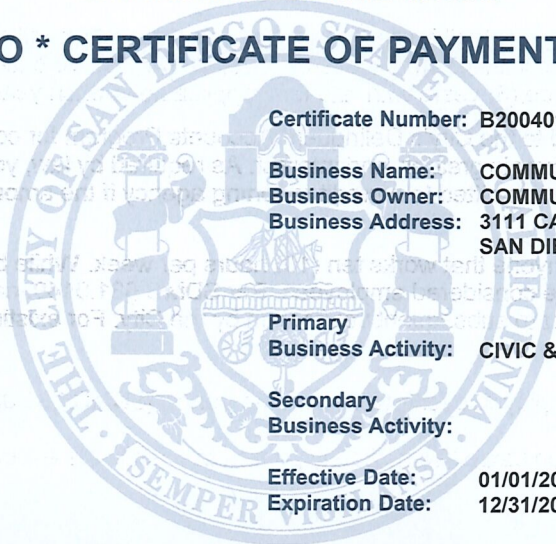 O * CERTIFICATE OF PAYMENT
Certificate Number: B200401
Business Name: COMMU
Business Owner: COMMU
Business Address: 3111 CA
SAN DIE
Primary
Business Activity: CIVIC &
Secondary
Business Activity:
Effective Date: 01/01/20
Expiration Date: 12/31/20
THE CITY OF SAN DIEGO • STATE OF CALIFORNIA
SEMPER VIGILANS